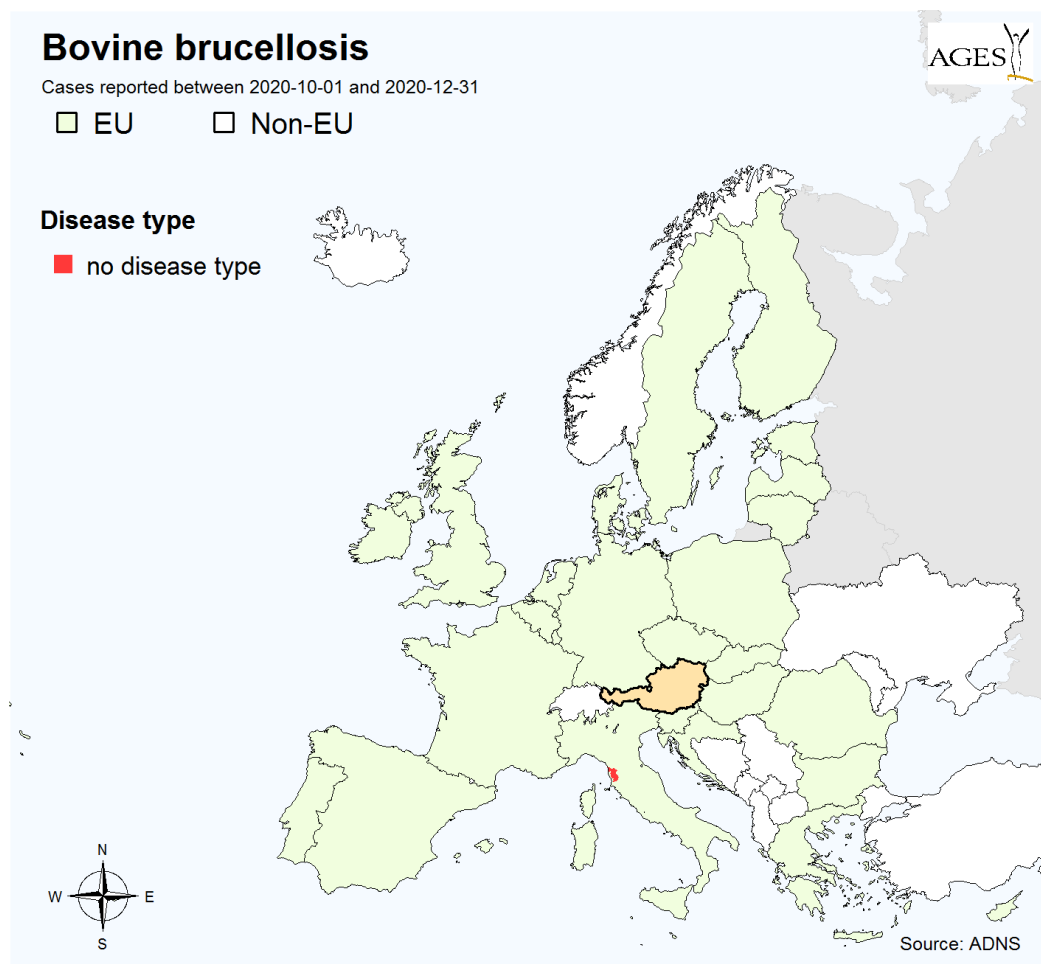 Bovine brucellosis
AGES
Cases reported between 2020-10-01 and 2020-12-31
EU
Non-EU
Disease type
no disease type
N
W
E
S
Source: ADNS